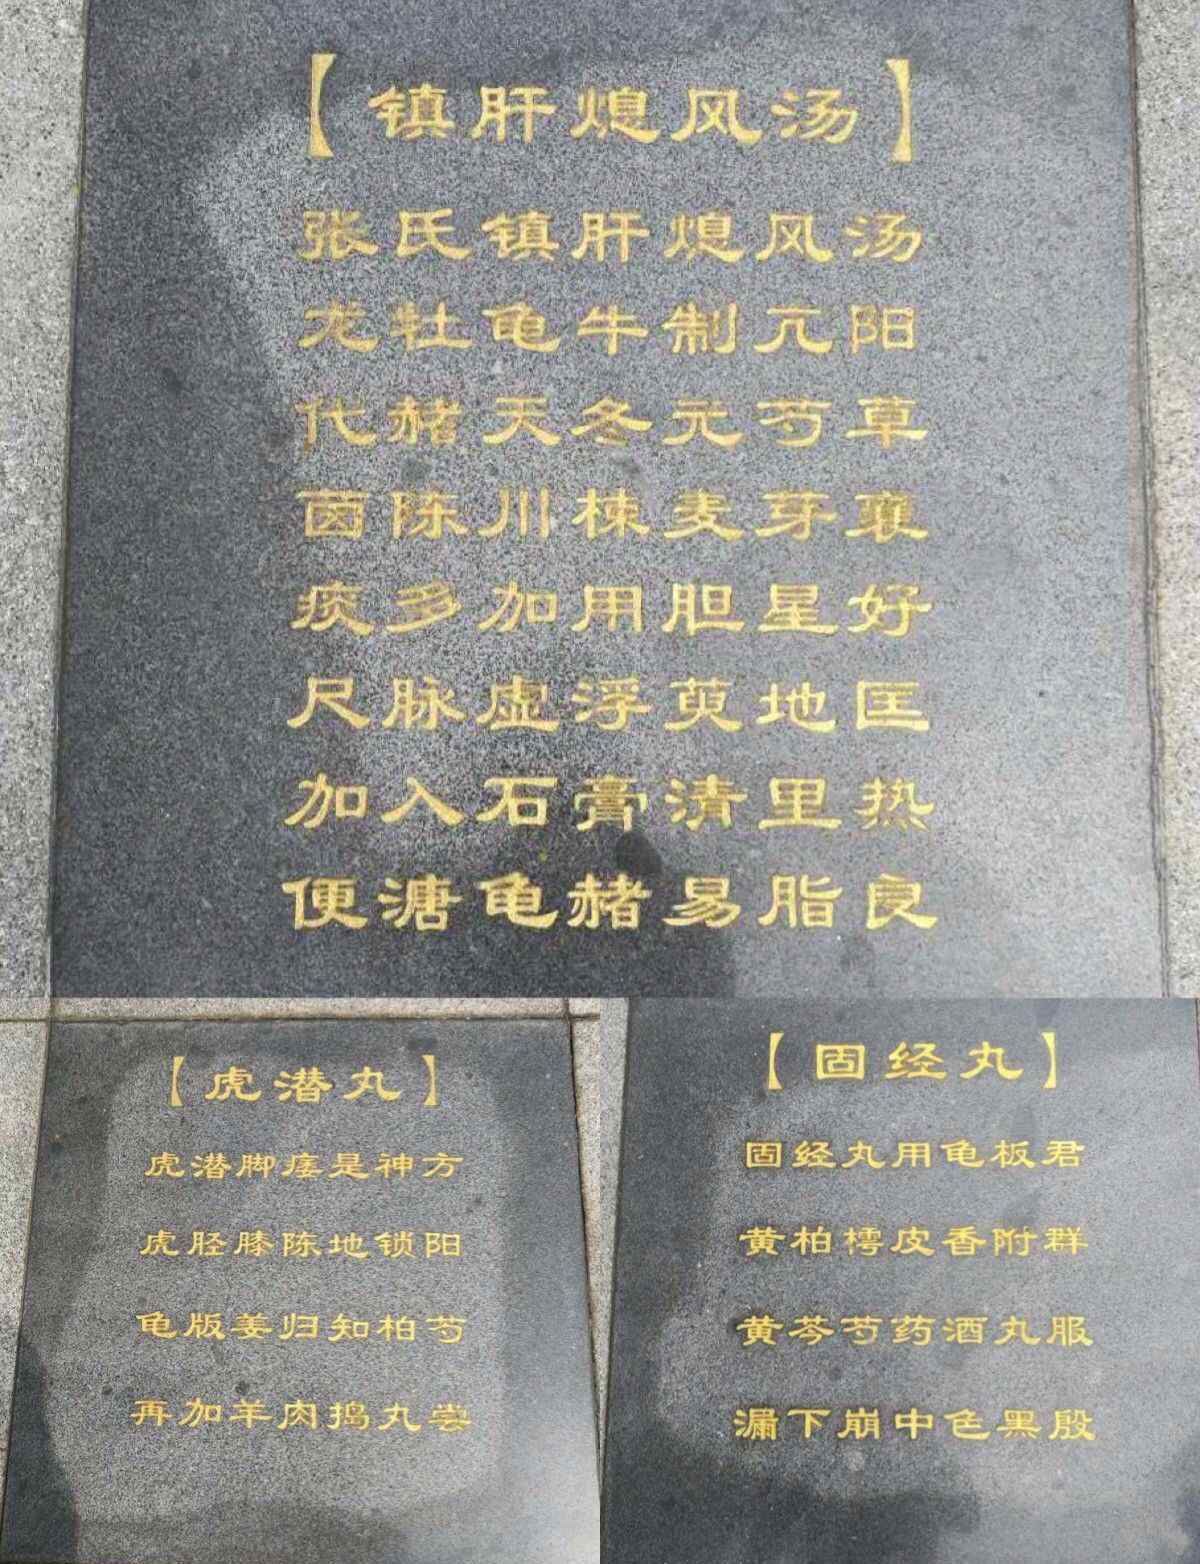 【镇肝熄风汤】
张氏镇肝熄风汤
龙牡龟牛制亢阳
代赭天冬元芍草
茵陈川楝麦芽襄
痰多加用胆星好
尺脉虚浮萸地匡
加入石膏清里热
便溏龟赭易脂良
【虎潜丸】
虎潜脚痿是神方
虎胫膝陈地锁阳
龟版姜归知柏芍
再加羊肉捣丸尝
【固经丸】
固经丸用龟板君
黄柏樗皮香附群
黄芩芍药酒丸服
漏下崩中色黑殷